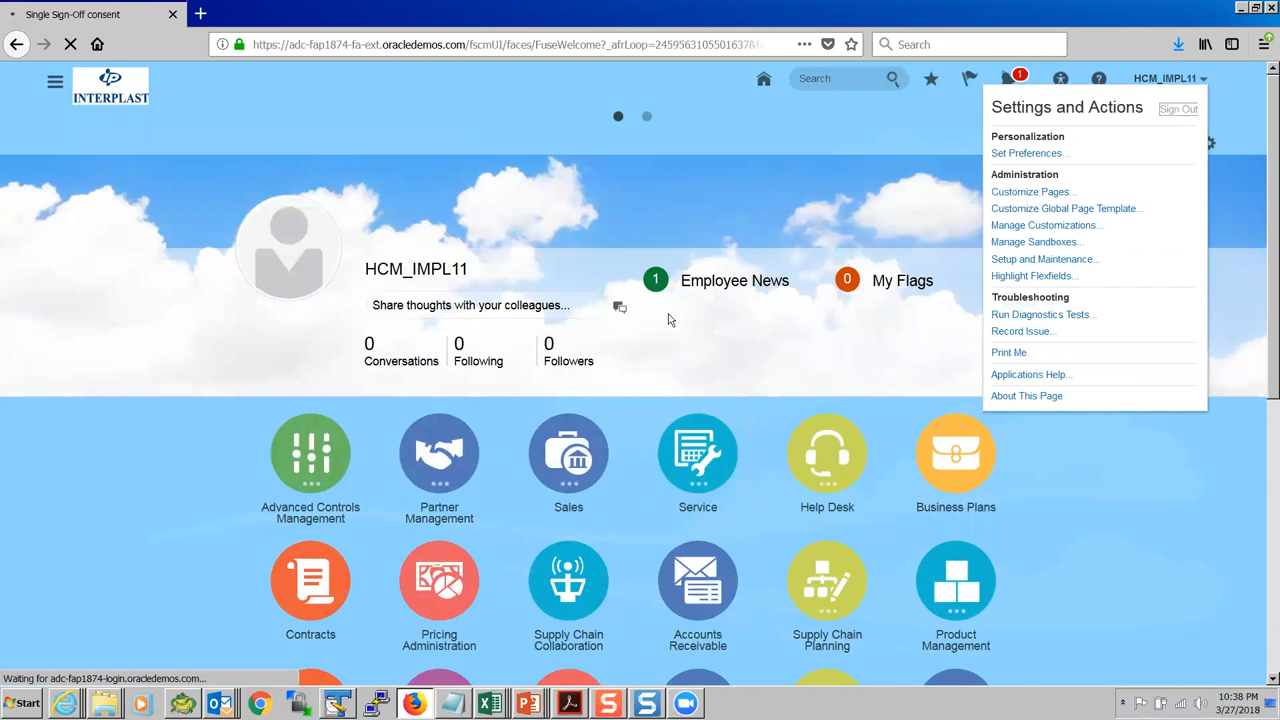 Single Sign-Off consent
https://adc-fap1874-fa-ext.oracledemos.com/fscmUI/faces/FuseWelcome?_afrLoop=2459563105501637&f
Search
INTERPLAST
Search
1
HCM_IMPL11
Settings and Actions
Sign Out
Personalization
Set Preferences...
Administration
Customize Pages...
Customize Global Page Template...
Manage Customizations...
Manage Sandboxes...
Setup and Maintenance...
Highlight Flexfields...
Troubleshooting
Run Diagnostics Tests...
Record Issue...
Print Me
Applications Help...
About This Page
HCM_IMPL11
1 Employee News
0 My Flags
Share thoughts with your colleagues...
0 0 0
Conversations Following Followers
Advanced Controls Management
Partner Management
Sales
Service
Help Desk
Business Plans
Contracts
Pricing Administration
Supply Chain Collaboration
Accounts Receivable
Supply Chain Planning
Product Management
Waiting for adc-fap1874-login.oracledemos.com...
Start
10:38 PM
3/27/2018